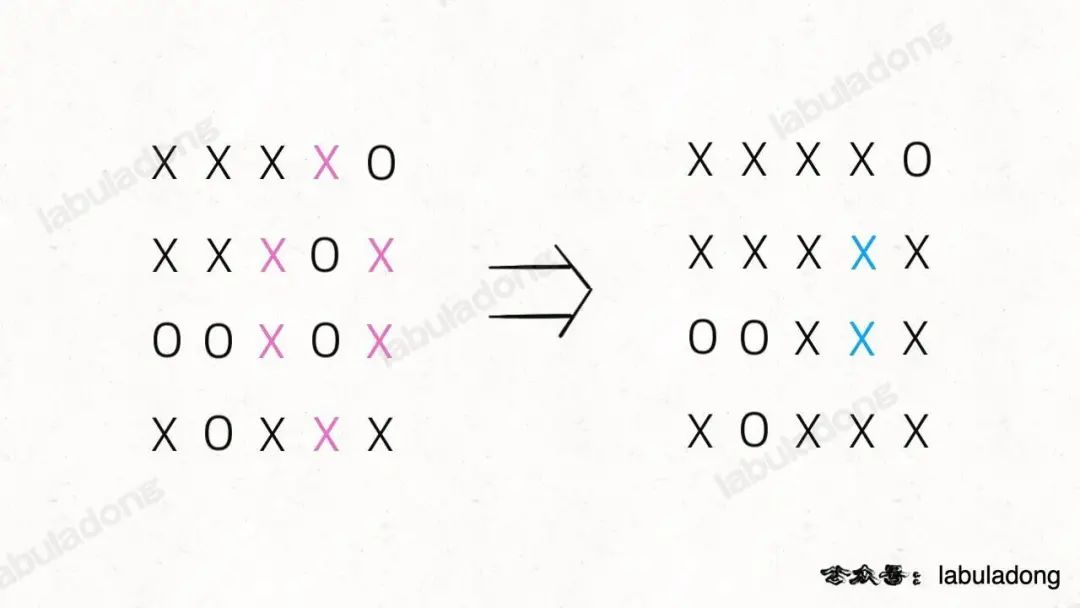 X X X X O X X X X O
X X X O X X X X X X
O O X O X O O X X X
X O X X X X O X X X
labuladong
labuladong
labuladong
labuladong
labuladong
公众号：labuladong